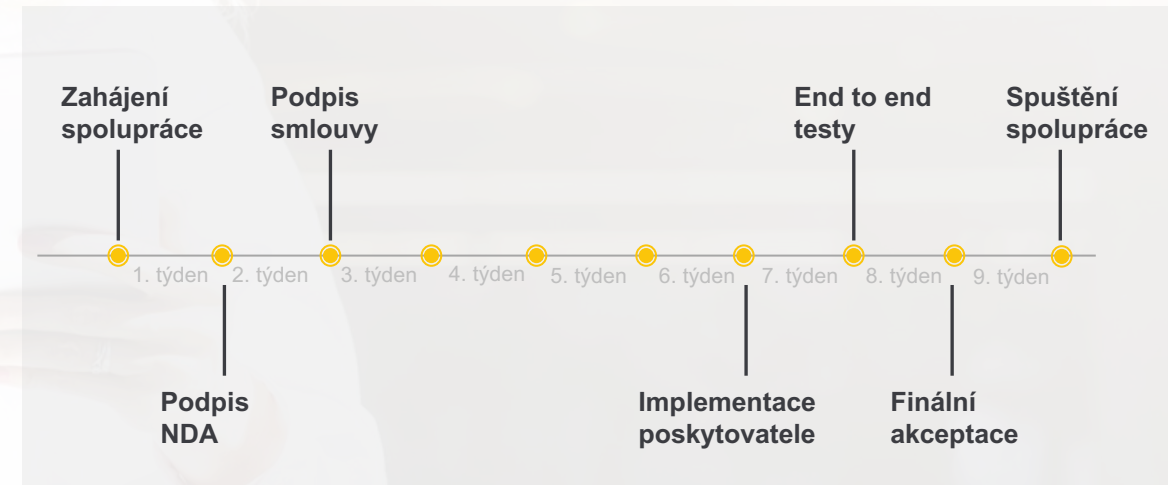 Zahájení
spolupráce
Podpis
smlouvy
End to end
testy
Spuštění
spolupráce
1. týden
2. týden
3. týden
4. týden
5. týden
6. týden
7. týden
8. týden
9. týden
Podpis
NDA
Implementace
poskytovatele
Finální
akceptace